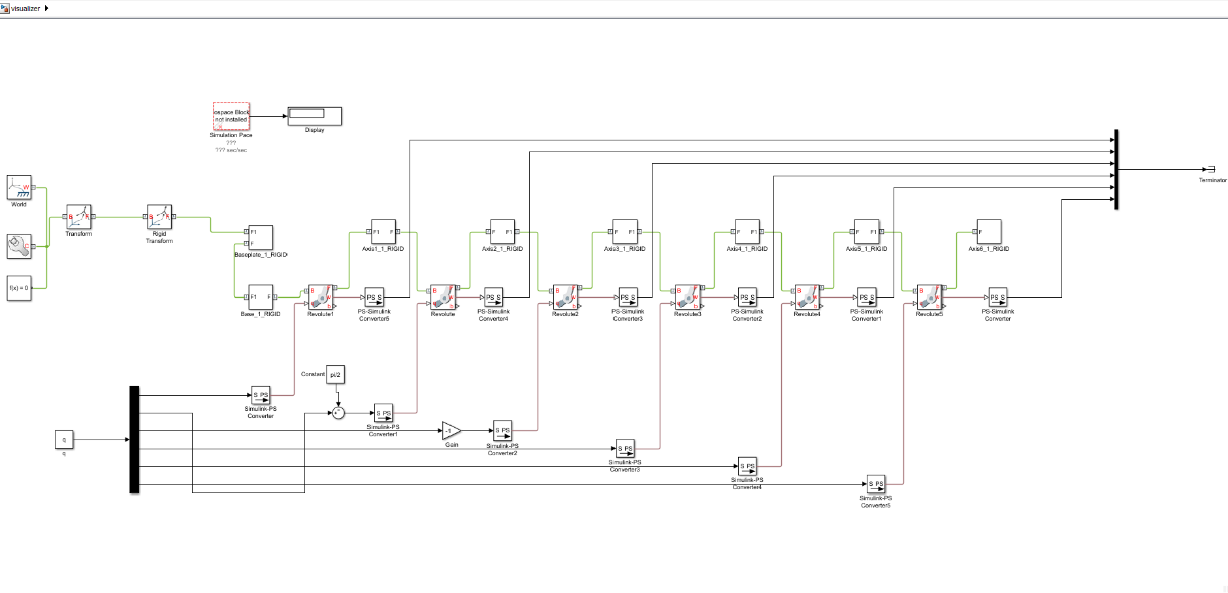 visualizer
ospace Block
not installed
Simulation Pace
???
??? sec/sec
Display
Terminator
World
W
C
f(x) = 0
B
F
Transform
B
F
Rigid
Transform
F1
F
Baseplate_1_RIGID
F1
F
Base_1_RIGID
F
F1
Axis1_1_RIGID
F
F1
Axis2_1_RIGID
F
F1
Axis3_1_RIGID
F
F1
Axis4_1_RIGID
F
F1
Axis5_1_RIGID
F
Axis6_1_RIGID
Revolute1
PS S
PS-Simulink
Converter5
Revolute
PS S
PS-Simulink
Converter4
Revolute2
PS S
PS-Simulink
Converter3
Revolute3
PS S
PS-Simulink
Converter2
Revolute4
PS S
PS-Simulink
Converter1
Revolute5
PS S
PS-Simulink
Converter
Constant
pi/2
S PS
Simulink-PS
Converter
S PS
Simulink-PS
Converter1
-1
Gain
S PS
Simulink-PS
Converter2
S PS
Simulink-PS
Converter3
S PS
Simulink-PS
Converter4
S PS
Simulink-PS
Converter5
q
q